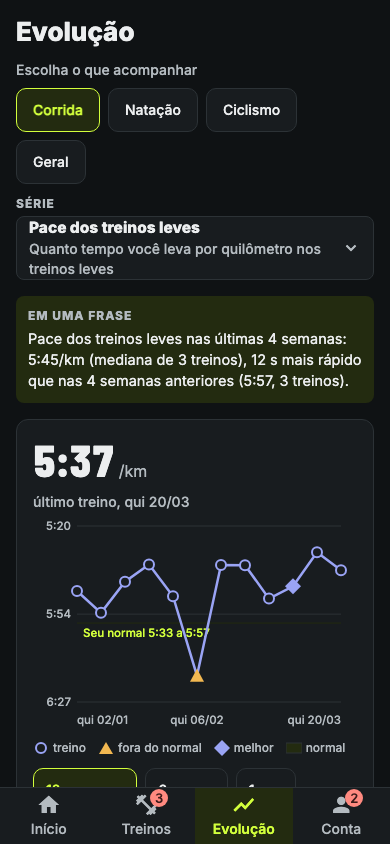 Evolução
Escolha o que acompanhar
Corrida
Natação
Ciclismo
Geral
SÉRIE
Pace dos treinos leves
Quanto tempo você leva por quilômetro nos
treinos leves
EM UMA FRASE
Pace dos treinos leves nas últimas 4 semanas:
5:45/km (mediana de 3 treinos), 12 s mais rápido
que nas 4 semanas anteriores (5:57, 3 treinos).
5:37 /km
último treino, qui 20/03
5:20
5:54
Seu normal 5:33 a 5:57
6:27
qui 02/01
qui 06/02
qui 20/03
treino
fora do normal
melhor
normal
3
2
Início
Treinos
Evolução
Conta